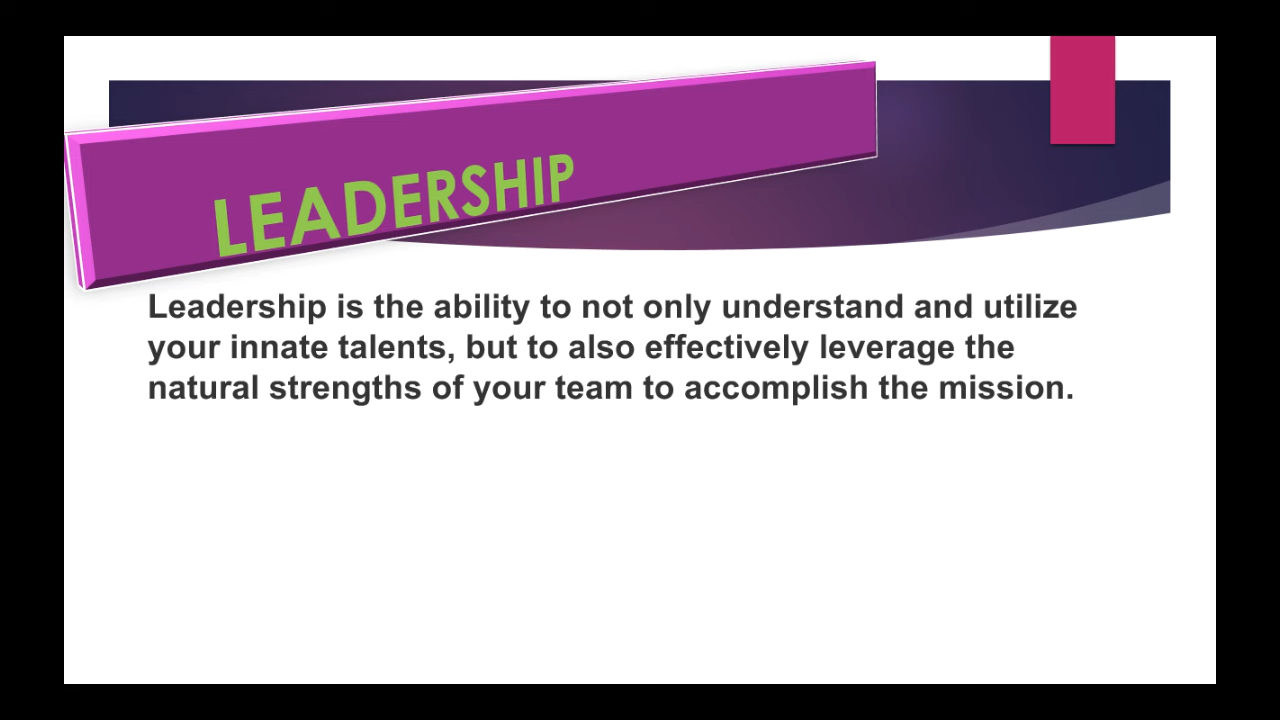 LEADERSHIP
Leadership is the ability to not only understand and utilize
your innate talents, but to also effectively leverage the
natural strengths of your team to accomplish the mission.